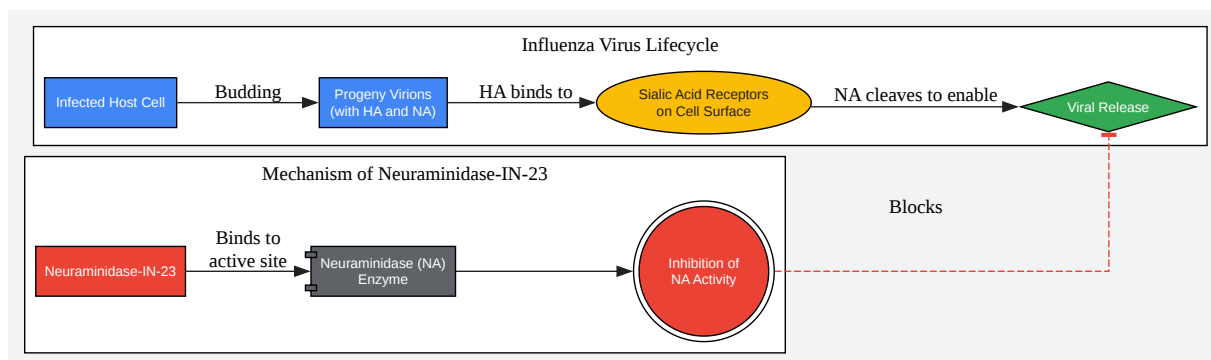 Influenza Virus Lifecycle
Infected Host Cell
Budding
Progeny Virions
(with HA and NA)
HA binds to
Sialic Acid Receptors
on Cell Surface
NA cleaves to enable
Viral Release
Mechanism of Neuraminidase-IN-23
Neuraminidase-IN-23
Binds to
active site
Neuraminidase (NA)
Enzyme
Inhibition of
NA Activity
Blocks